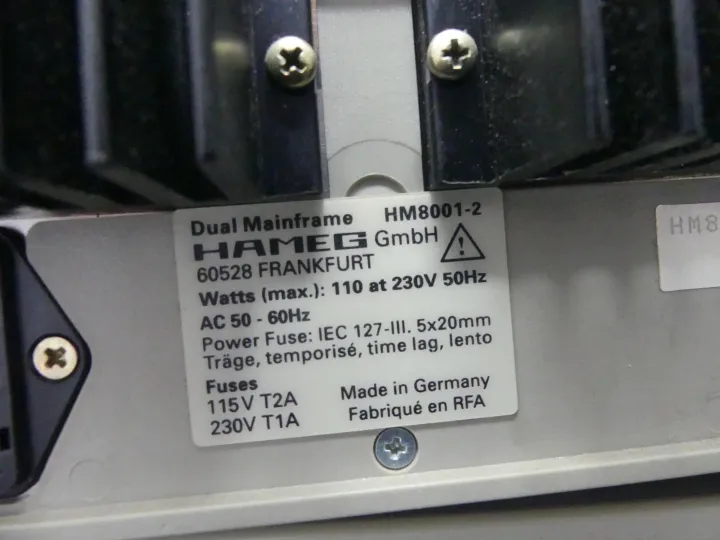 Dual Mainframe HM8001-2
HAMEG GmbH
60528 FRANKFURT
Watts (max.): 110 at 230V 50Hz
AC 50 - 60Hz
Power Fuse: IEC 127-III. 5x20mm
Träge, temporisé, time lag, lento
Fuses
115V T2A
230V T1A
Made in Germany
Fabriqué en RFA
HM8